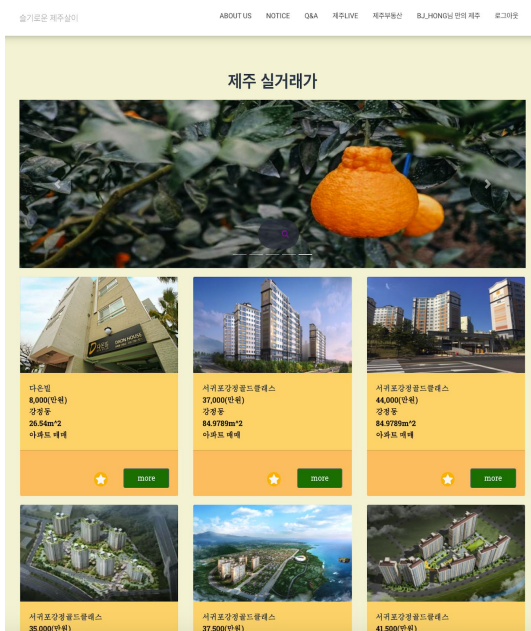 슬기로운 제주살이
ABOUT US NOTICE Q&A 제주LIVE 제주부동산 BJ_HONG님 만의 제주 로그아웃
제주 실거래가
다온빌
8,000(만원)
강정동
26.54m^2
아파트 매매
more
서귀포강정골드클래스
37,000(만원)
강정동
84.9789m^2
아파트 매매
more
서귀포강정골드클래스
44,000(만원)
강정동
84.9789m^2
아파트 매매
more
서귀포강정골드클래스
35,000(만원)
서귀포강정골드클래스
37,500(만원)
서귀포강정골드클래스
41,500(만원)